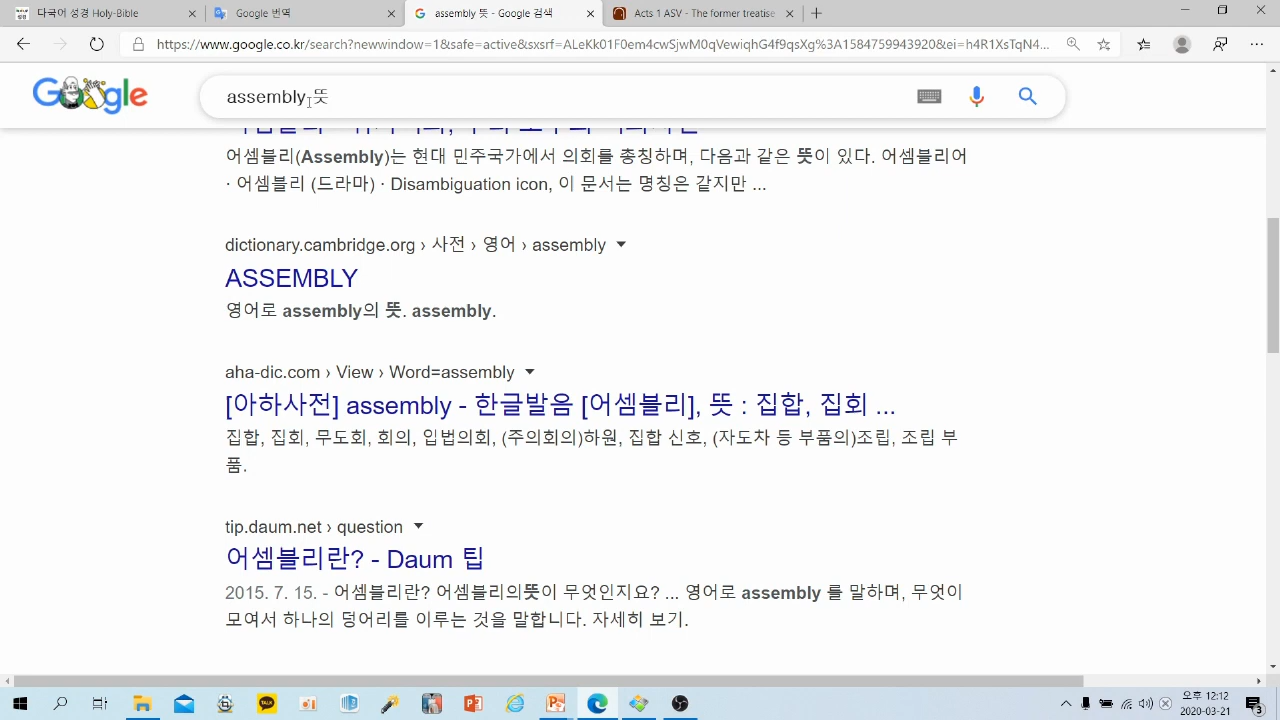 다국어 성경 Holy-Bible
Google 번역
assembly 뜻 - Google 검색
Acts 1 ASV - The former treatise
https://www.google.co.kr/search?newwindow=1&safe=active&sxsrf=ALeKk01F0em4cwSjwM0qVewiqhG4f9qsXg%3A1584759943920&ei=h4R1XsTqN4...
Google
assembly 뜻
어셈블리(Assembly)는 현대 민주국가에서 의회를 총칭하며, 다음과 같은 뜻이 있다. 어셈블리어
· 어셈블리 (드라마) · Disambiguation icon, 이 문서는 명칭은 같지만 ...
dictionary.cambridge.org › 사전 › 영어 › assembly
ASSEMBLY
영어로 assembly의 뜻. assembly.
aha-dic.com › View › Word=assembly
[아하사전] assembly - 한글발음 [어셈블리], 뜻 : 집합, 집회 ...
집합, 집회, 무도회, 회의, 입법의회, (주의회의)하원, 집합 신호, (자도차 등 부품의)조립, 조립 부
품.
tip.daum.net › question
어셈블리란? - Daum 팁
2015. 7. 15. - 어셈블리란? 어셈블리의뜻이 무엇인지요? ... 영어로 assembly 를 말하며, 무엇이
모여서 하나의 덩어리를 이루는 것을 말합니다. 자세히 보기.
TALK
오후 12:12
2020-03-21
3